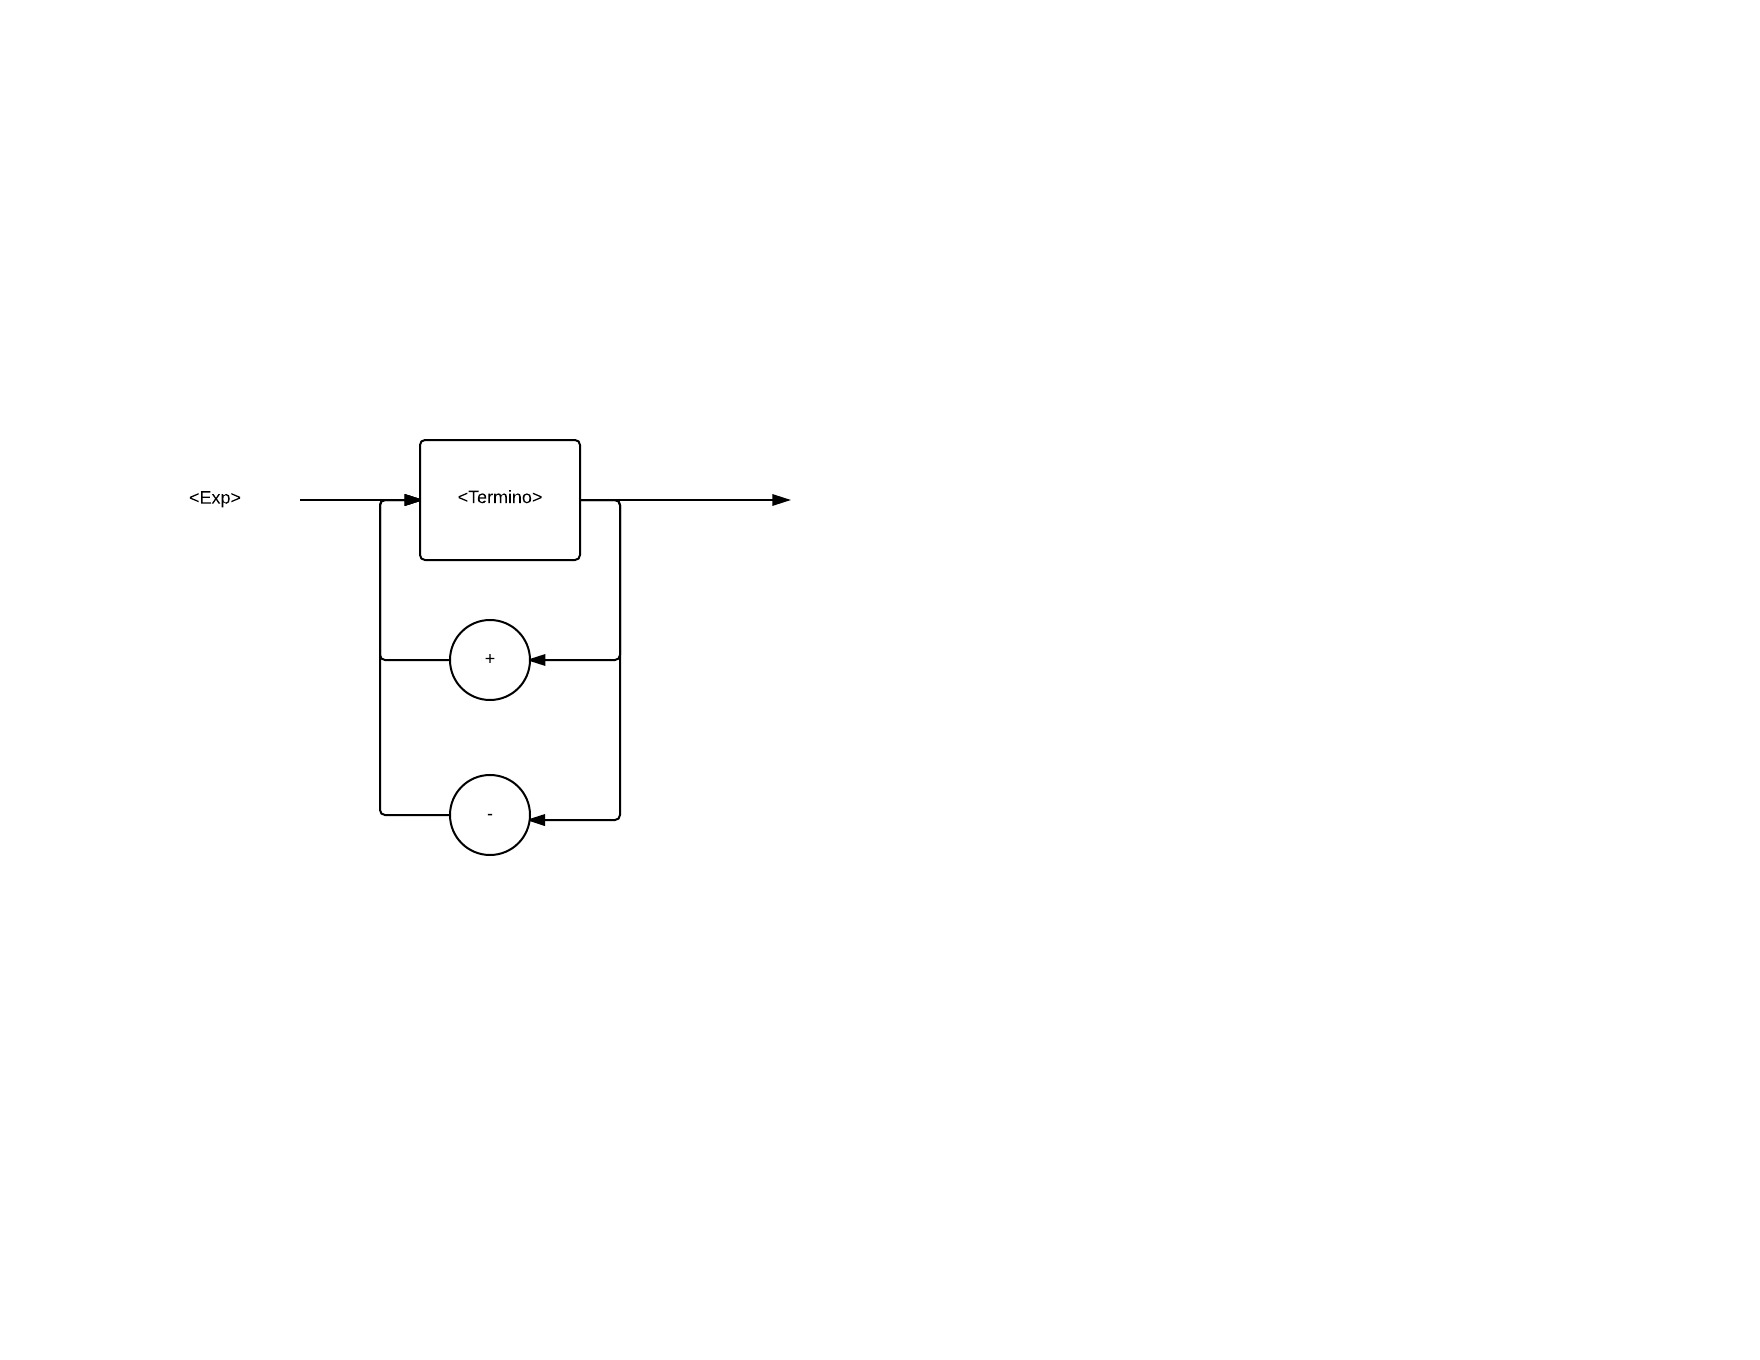 <Exp>
<Termino>
+
-